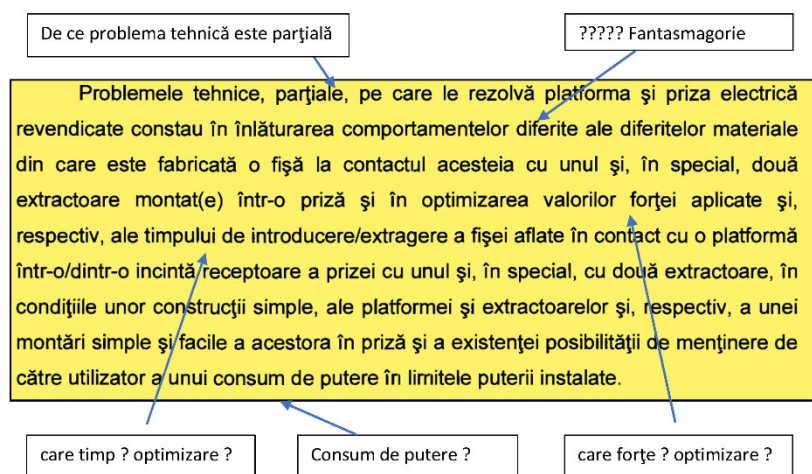 De ce problema tehnică este parțială
????? Fantasmagorie
Problemele tehnice, parţiale, pe care le rezolvă platforma şi priza electrică
revendicate constau în înlăturarea comportamentelor diferite ale diferitelor materiale
din care este fabricată o fişă la contactul acesteia cu unul şi, în special, două
extractoare montat(e) într-o priză şi în optimizarea valorilor forţei aplicate şi,
respectiv, ale timpului de introducere/extragere a fişei aflate în contact cu o platformă
într-o/dintr-o incintă receptoare a prizei cu unul şi, în special, cu două extractoare, în
condiţiile unor construcţii simple, ale platformei şi extractoarelor şi, respectiv, a unei
montări simple şi facile a acestora în priză şi a existenţei posibilităţii de menţinere de
către utilizator a unui consum de putere în limitele puterii instalate.
care timp ? optimizare ?
Consum de putere ?
care forțe ? optimizare ?